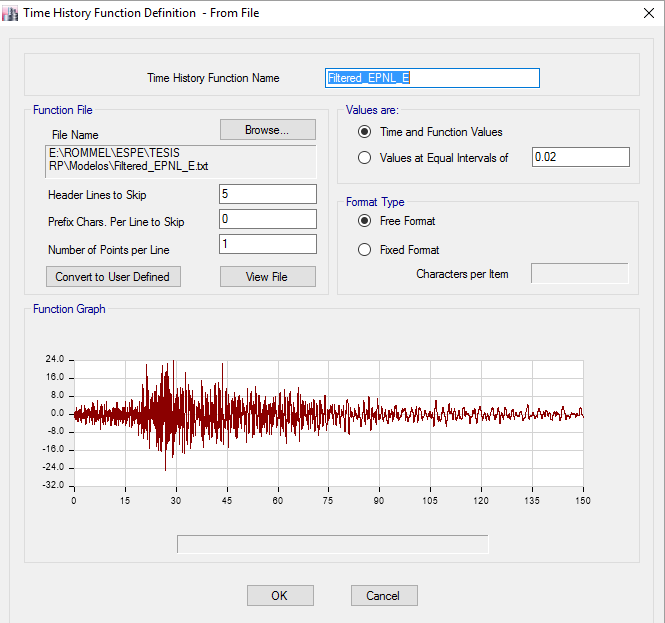 Time History Function Definition - From File
Time History Function Name
Filtered_EPNL_E
Function File
File Name
Browse...
E:\ROMMEL\ESPE\TESIS
RP\Modelos\Filtered_EPNL_E.txt
Header Lines to Skip
5
Prefix Chars. Per Line to Skip
0
Number of Points per Line
1
Convert to User Defined
View File
Values are:
Time and Function Values
Values at Equal Intervals of
0.02
Format Type
Free Format
Fixed Format
Characters per Item
Function Graph
24.0
16.0
8.0
0.0
-8.0
-16.0
-24.0
-32.0
0 15 30 45 60 75 90 105 120 135 150
OK
Cancel